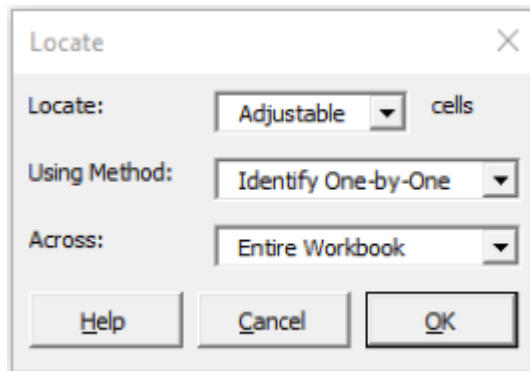 Locate
Locate: Adjustable cells
Using Method: Identify One-by-One
Across: Entire Workbook
Help Cancel OK